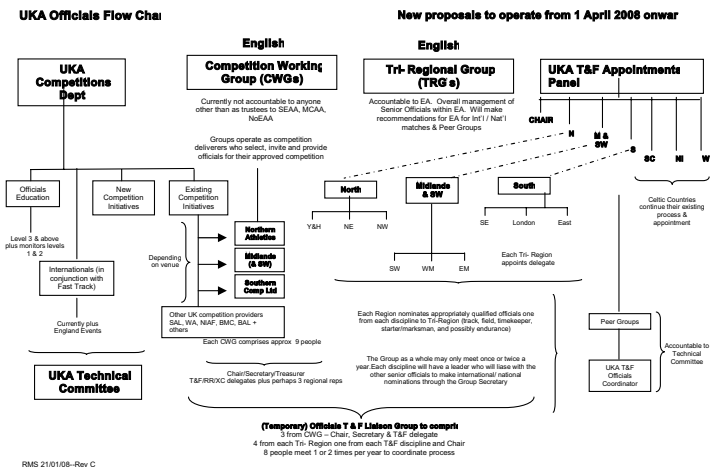 UKA Officials Flow Char
New proposals to operate from 1 April 2008 onwar
English
English
UKA
Competitions
Dept
Competition Working
Group (CWGs)
Tri- Regional Group
(TRG's)
UKA T&F Appointments
Panel
Currently not accountable to anyone
other than as trustees to SEAA, MCAA,
NoEAA
Groups operate as competition
deliverers who select, invite and provide
officials for their approved competition
Accountable to EA. Overall management of
Senior Officials within EA. Will make
recommendations for EA for Int'l / Nat'l
matches & Peer Groups
CHAIR
N
M &
SW
S
SC
NI
W
Officials
Education
New
Competition
Initiatives
Existing
Competition
Initiatives
North
Midlands
& SW
South
Celtic Countries
continue their existing
process &
appointment
Level 3 & above
plus monitors levels
1 & 2
Y&H
NE
NW
SE
London
East
Internationals (in
conjunction with
Fast Track)
Depending
on venue
Northern
Athletics
Midlands
(& SW)
Southern
Comp Ltd
SW
WM
EM
Each Tri- Region
appoints delegate
Currently plus
England Events
Other UK competition providers
SAL, WA, NIAF, BMC, BAL +
others
Each CWG comprises approx 9 people
Each Region nominates appropriately qualified officials one
from each discipline to Tri-Region (track, field, timekeeper,
starter/marksman, and possibly endurance)
Peer Groups
Accountable to
Technical
Committee
UKA Technical
Committee
Chair/Secretary/Treasurer
T&F/RR/XC delegates plus perhaps 3 regional reps
The Group as a whole may only meet once or twice a
year.Each discipline will have a leader who will liase with the
other senior officials to make international/ national
nominations through the Group Secretary
UKA T&F
Officials
Coordinator
(Temporary) Officials T & F Liaison Group to compri
3 from CWG – Chair, Secretary & T&F delegate
4 from each Tri- Region one from each T&F discipline and Chair
8 people meet 1 or 2 times per year to coordinate process
RMS 21/01/08--Rev C